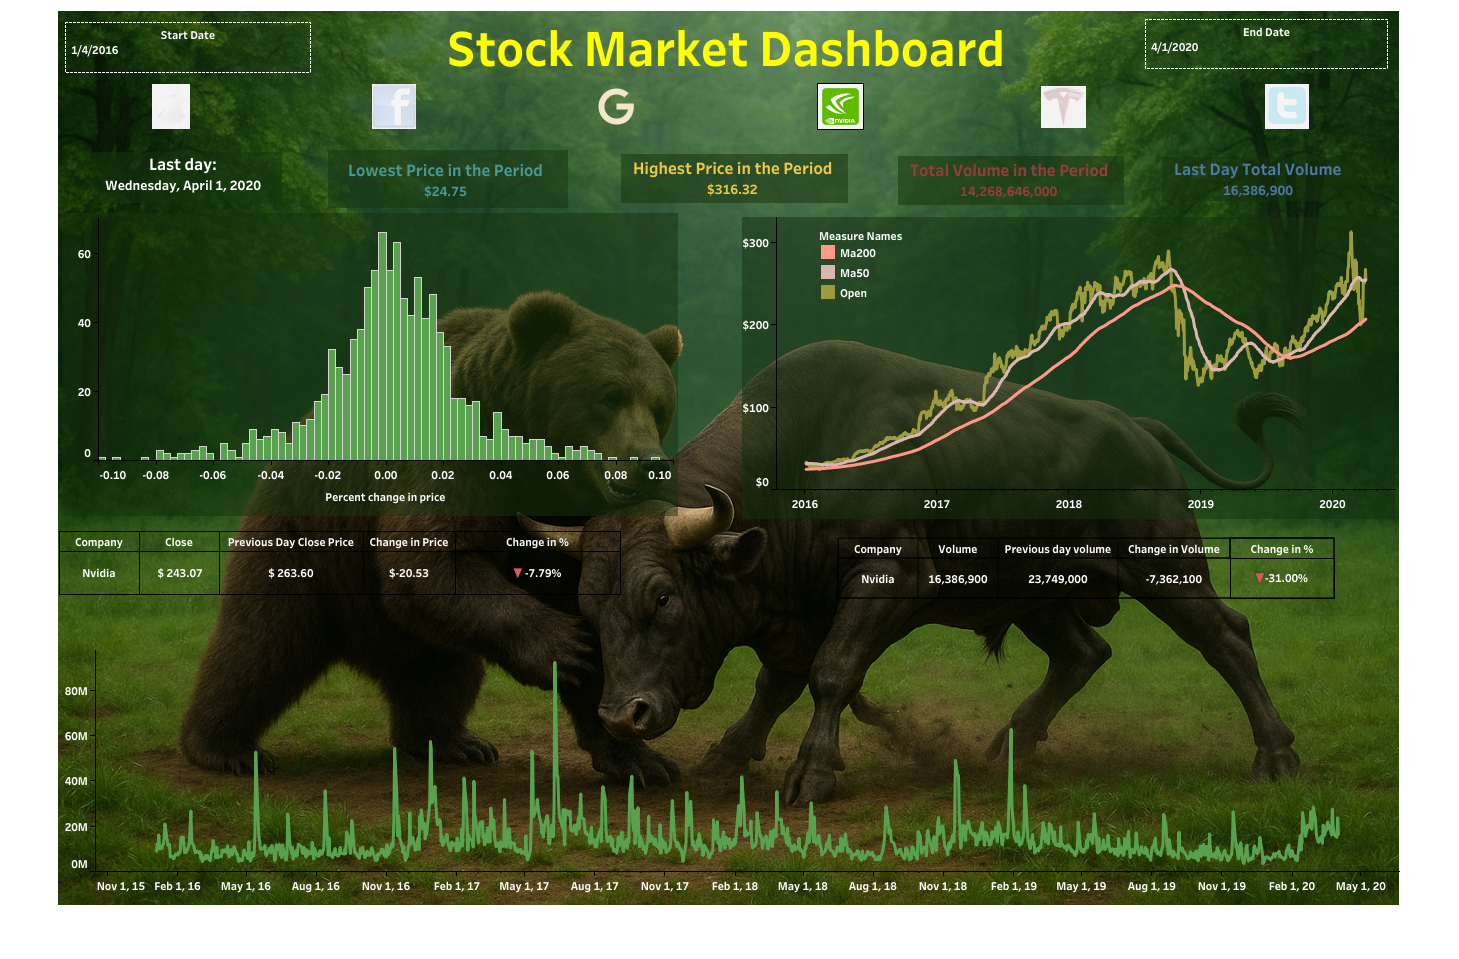 Start Date
1/4/2016
Stock Market Dashboard
End Date
4/1/2020
f
G
NVIDIA
T
t
Last day:
Wednesday, April 1, 2020
Lowest Price in the Period
$24.75
Highest Price in the Period
$316.32
Total Volume in the Period
14,268,646,000
Last Day Total Volume
16,386,900
60
40
20
0
-0.10 -0.08 -0.06 -0.04 -0.02 0.00 0.02 0.04 0.06 0.08 0.10
Percent change in price
Measure Names
Ma200
Ma50
Open
$300
$200
$100
$0
2016 2017 2018 2019 2020
Company Close Previous Day Close Price Change in Price Change in %
Nvidia $ 243.07 $ 263.60 $-20.53 ▼ -7.79%
Company Volume Previous day volume Change in Volume Change in %
Nvidia 16,386,900 23,749,000 -7,362,100 ▼-31.00%
80M
60M
40M
20M
0M
Nov 1, 15 Feb 1, 16 May 1, 16 Aug 1, 16 Nov 1, 16 Feb 1, 17 May 1, 17 Aug 1, 17 Nov 1, 17 Feb 1, 18 May 1, 18 Aug 1, 18 Nov 1, 18 Feb 1, 19 May 1, 19 Aug 1, 19 Nov 1, 19 Feb 1, 20 May 1, 20